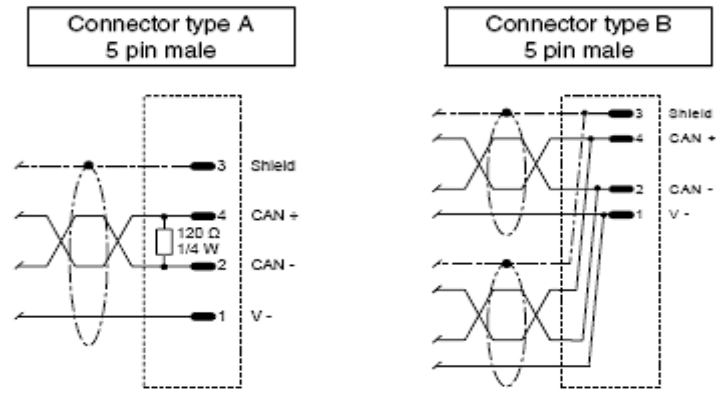 Connector type A
5 pin male
Connector type B
5 pin male
3 Shield
4 CAN +
120 Ω
1/4 W
2 CAN -
1 V -
3 Shield
4 CAN +
2 CAN -
1 V -